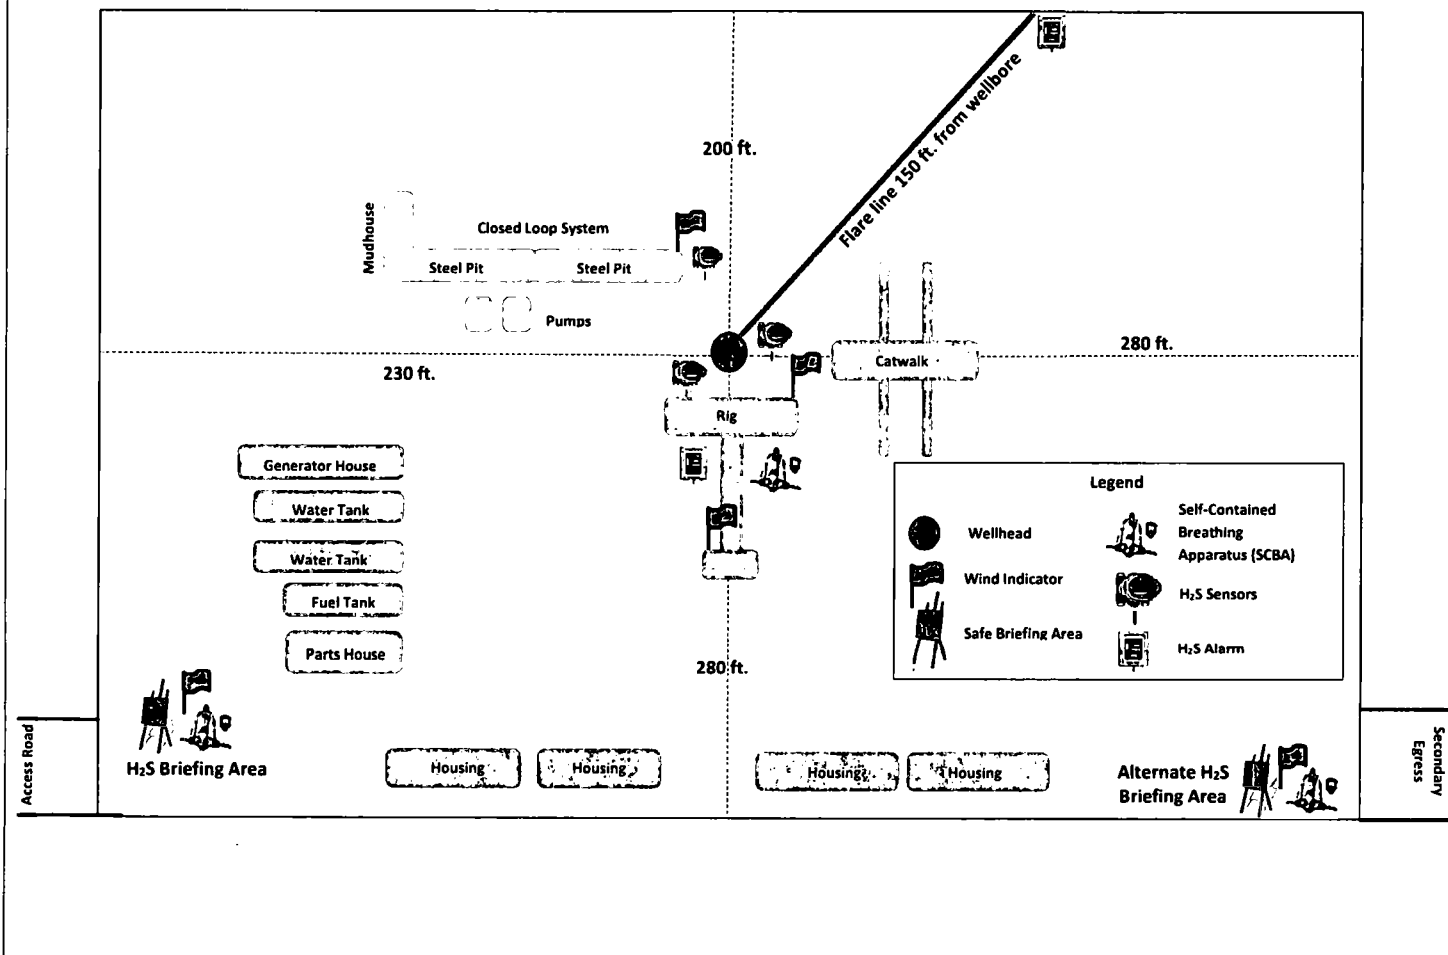 200 ft.
Flare line 150 ft. from wellbore
Mudhouse
Closed Loop System
Steel Pit
Steel Pit
Pumps
230 ft.
280 ft.
Catwalk
Rig
Generator House
Water Tank
Water Tank
Fuel Tank
Parts House
280 ft.
Legend
Wellhead
Wind Indicator
Safe Briefing Area
Self-Contained
Breathing
Apparatus (SCBA)
H₂S Sensors
H₂S Alarm
Access Road
H₂S Briefing Area
Housing
Housing
Housing
Housing
Alternate H₂S
Briefing Area
Secondary
Egress